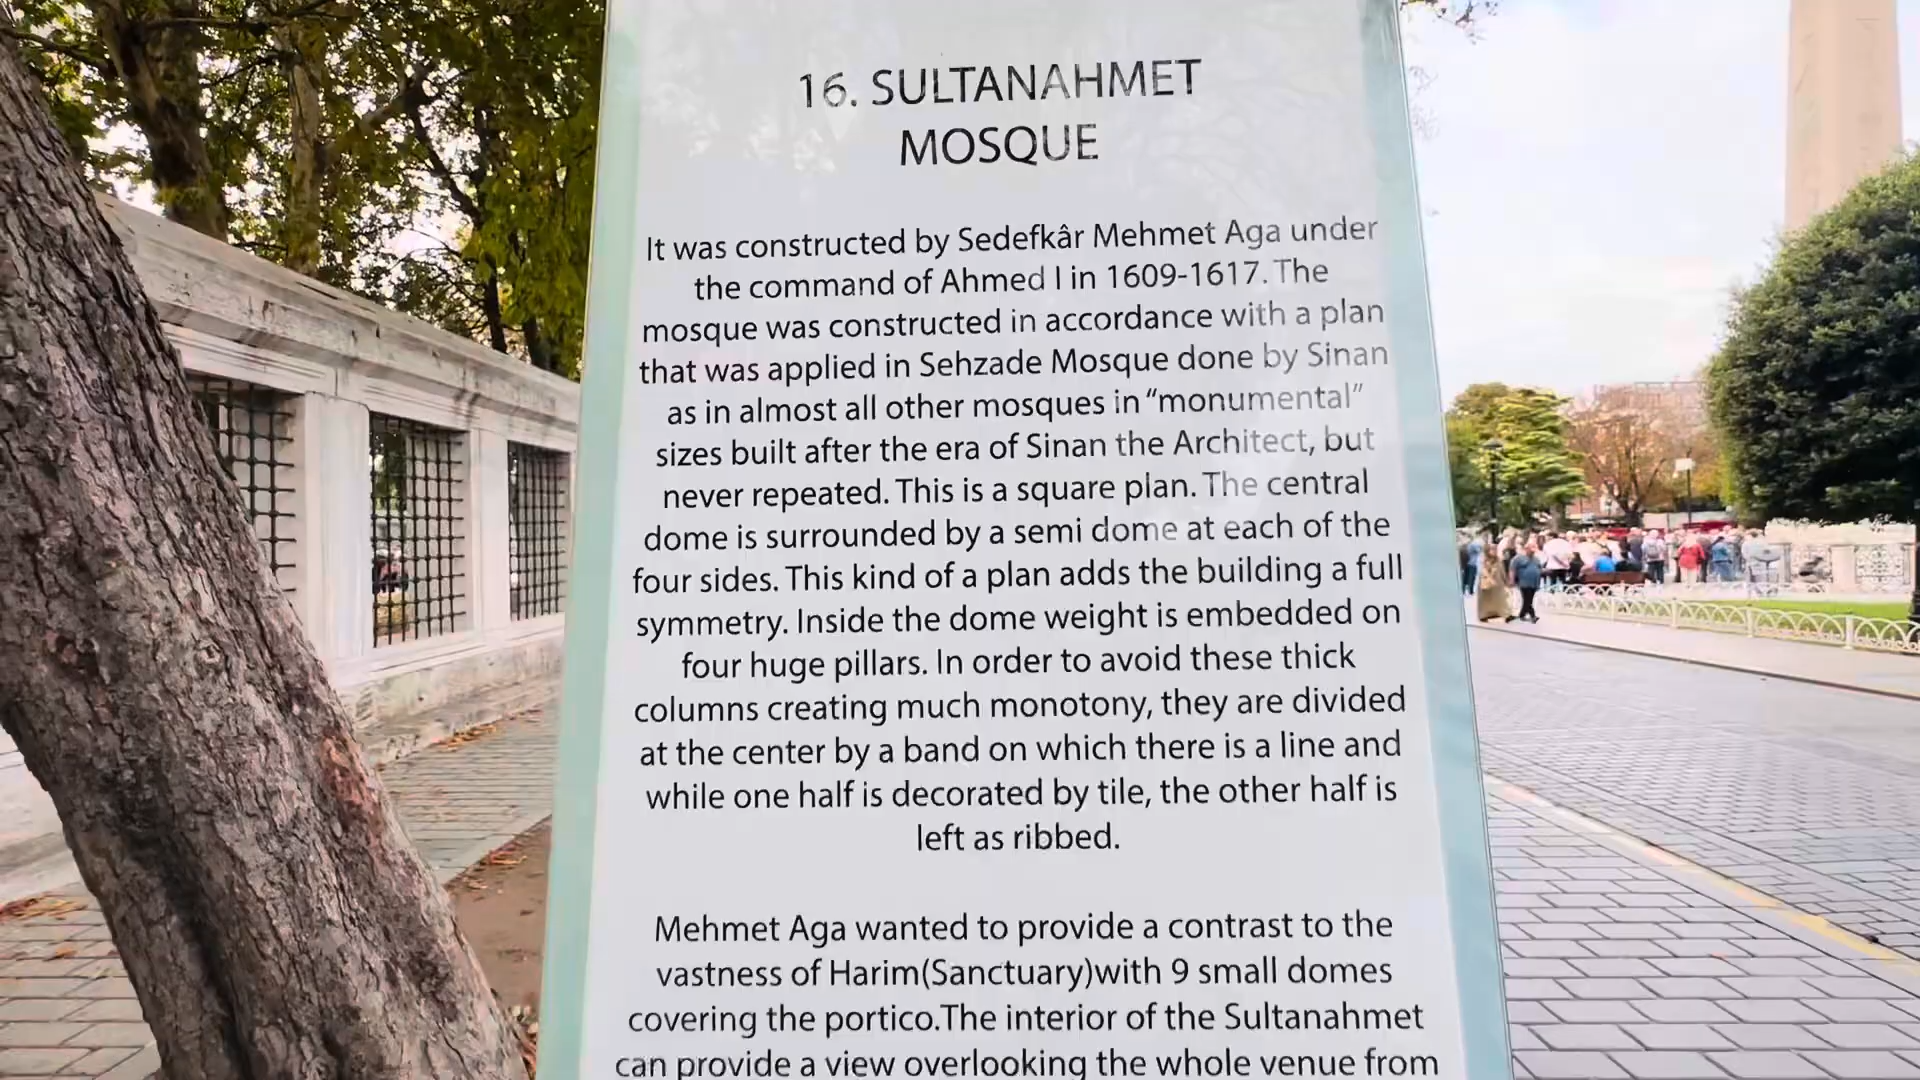 16. SULTANAHMET
MOSQUE
It was constructed by Sedefkâr Mehmet Aga under
the command of Ahmed I in 1609-1617. The
mosque was constructed in accordance with a plan
that was applied in Sehzade Mosque done by Sinan
as in almost all other mosques in “monumental”
sizes built after the era of Sinan the Architect, but
never repeated. This is a square plan. The central
dome is surrounded by a semi dome at each of the
four sides. This kind of a plan adds the building a full
symmetry. Inside the dome weight is embedded on
four huge pillars. In order to avoid these thick
columns creating much monotony, they are divided
at the center by a band on which there is a line and
while one half is decorated by tile, the other half is
left as ribbed.
Mehmet Aga wanted to provide a contrast to the
vastness of Harim(Sanctuary)with 9 small domes
covering the portico.The interior of the Sultanahmet
can provide a view overlooking the whole venue from